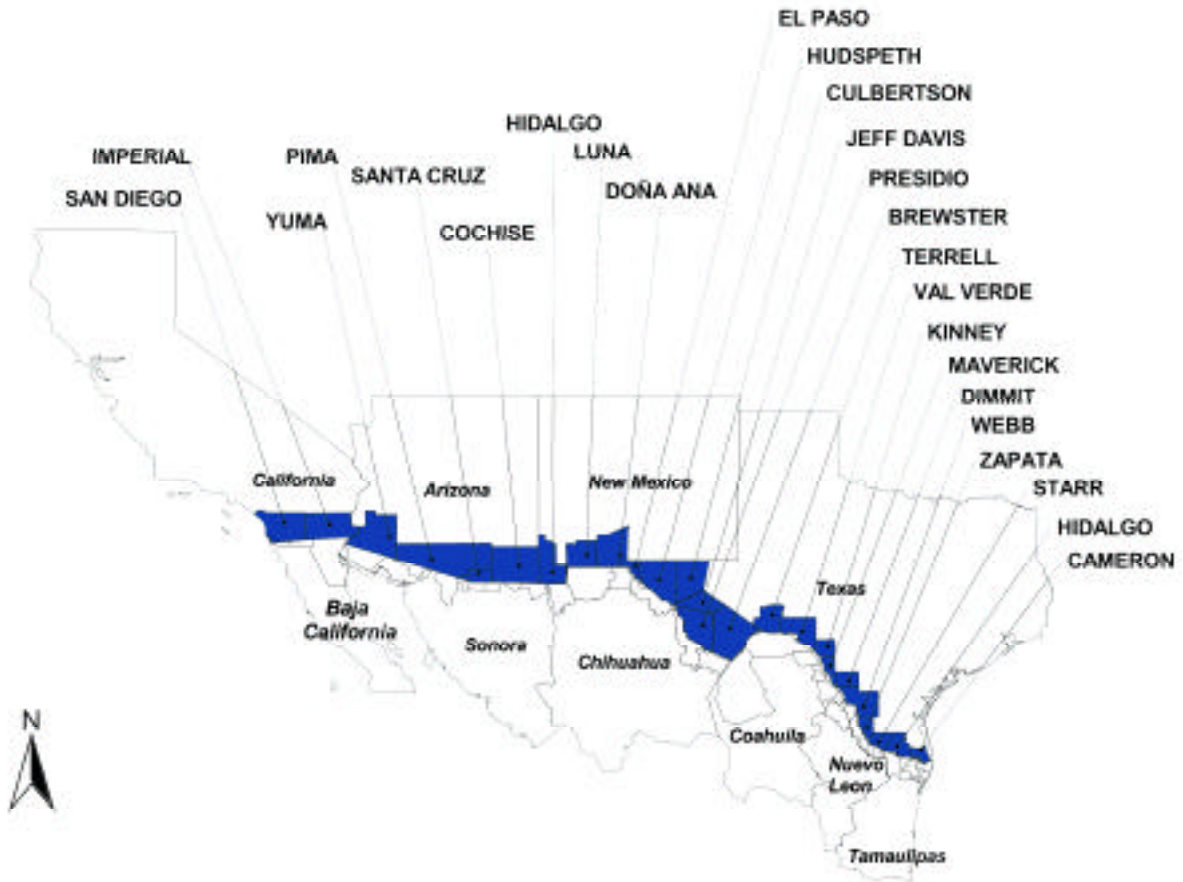 EL PASO
HUDSPETH
CULBERTSON
HIDALGO
JEFF DAVIS
IMPERIAL
PIMA
LUNA
SANTA CRUZ
PRESIDIO
SAN DIEGO
DOÑA ANA
YUMA
BREWSTER
COCHISE
TERRELL
VAL VERDE
KINNEY
MAVERICK
DIMMIT
WEBB
ZAPATA
STARR
HIDALGO
CAMERON
California
Arizona
New Mexico
Texas
Baja
California
Sonora
Chihuahua
Coahuila
Nuevo
Leon
Tamaulipas
N